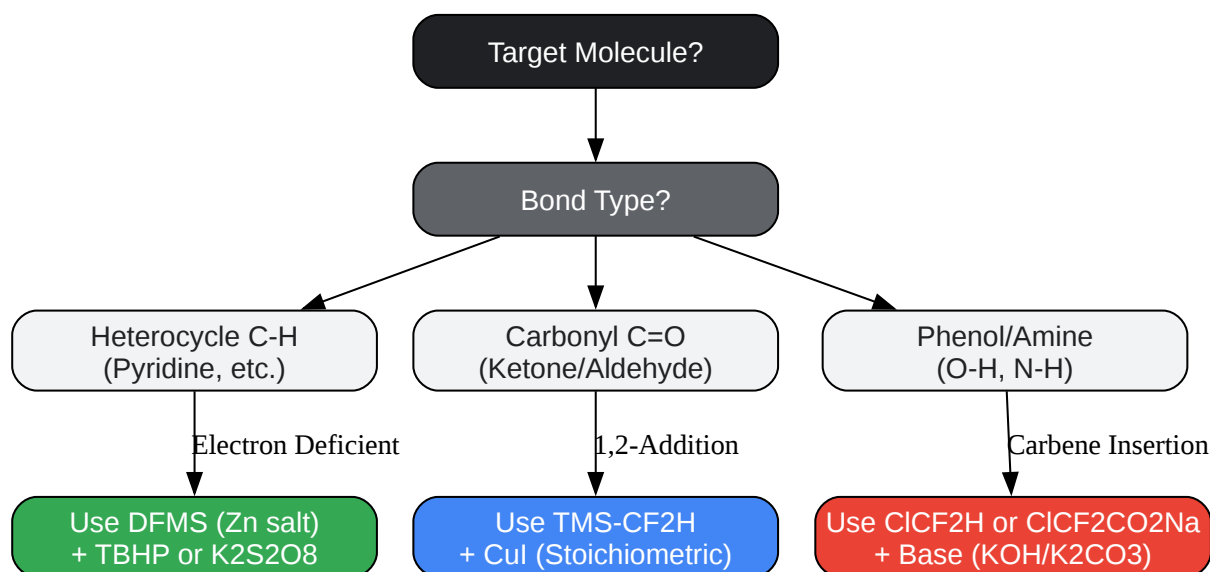 Target Molecule?
Bond Type?
Heterocycle C-H
(Pyridine, etc.)
Carbonyl C=O
(Ketone/Aldehyde)
Phenol/Amine
(O-H, N-H)
Electron Deficient
1,2-Addition
Carbene Insertion
Use DFMS (Zn salt)
+ TBHP or K2S2O8
Use TMS-CF2H
+ CuI (Stoichiometric)
Use ClCF2H or ClCF2CO2Na
+ Base (KOH/K2CO3)